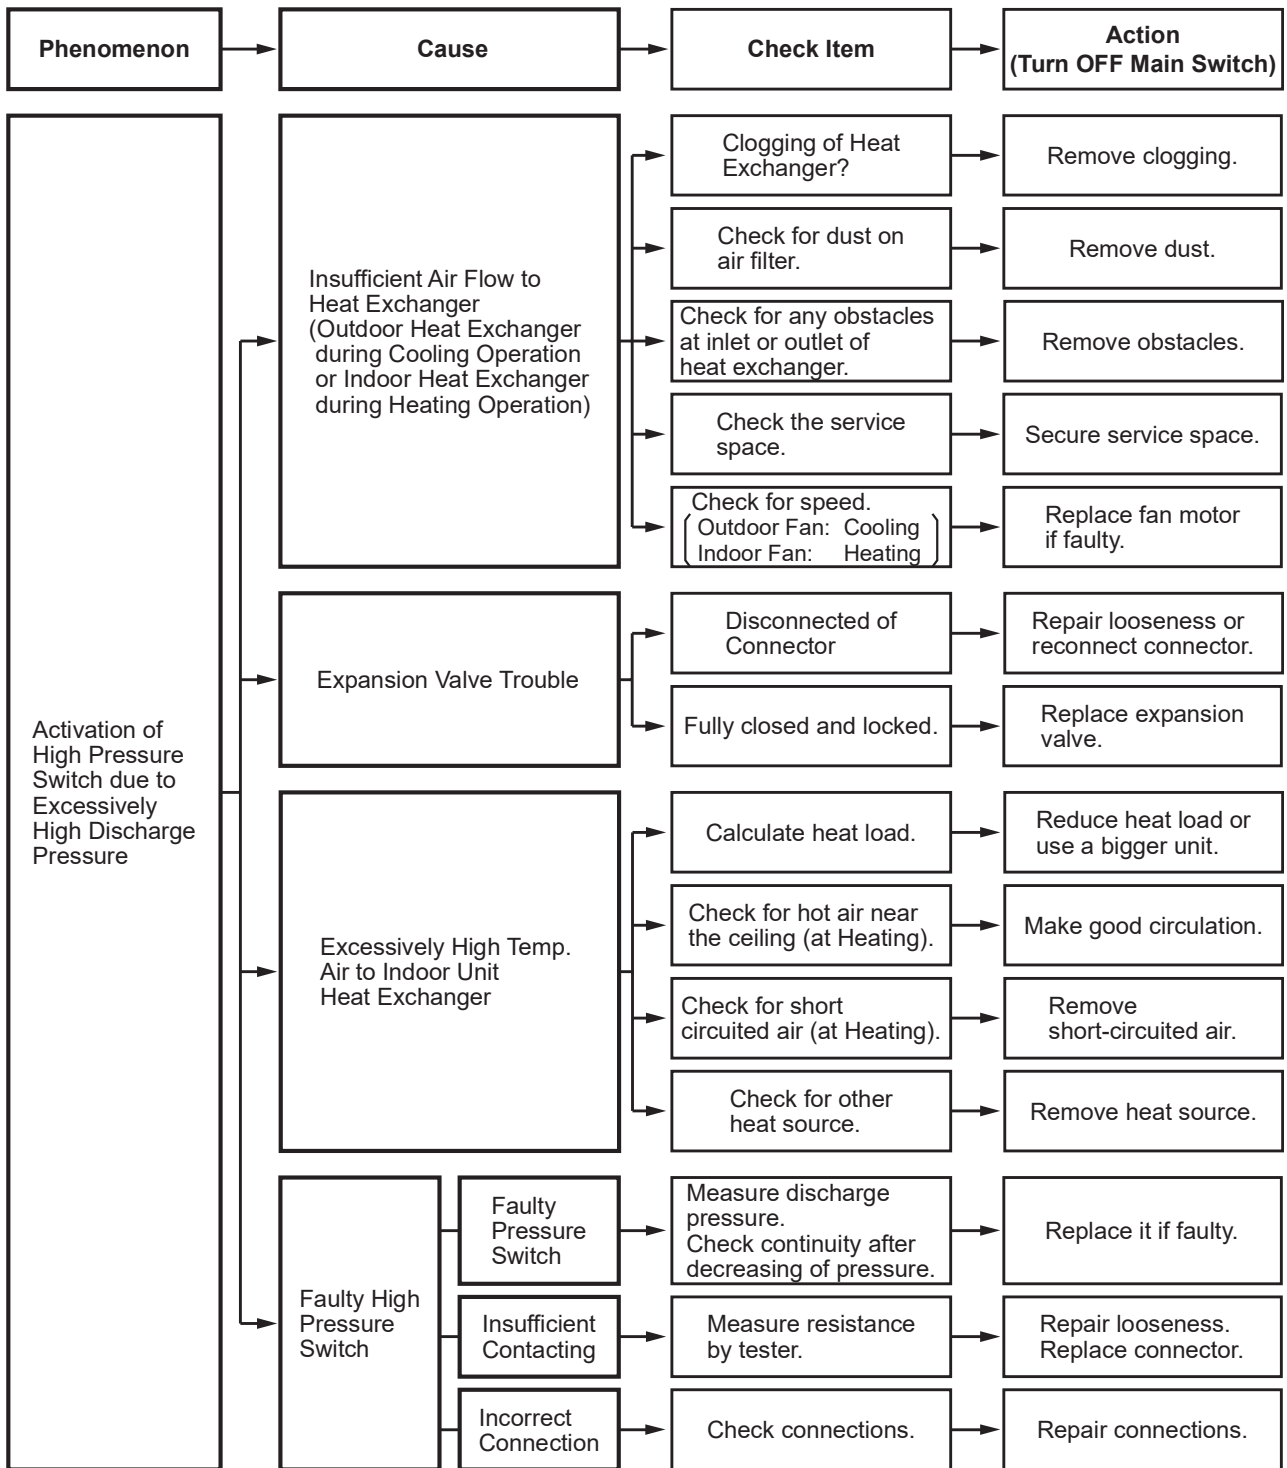 Phenomenon
Cause
Check Item
Action
(Turn OFF Main Switch)
Activation of
High Pressure
Switch due to
Excessively
High Discharge
Pressure
Insufficient Air Flow to
Heat Exchanger
(Outdoor Heat Exchanger
during Cooling Operation
or Indoor Heat Exchanger
during Heating Operation)
Clogging of Heat
Exchanger?
Remove clogging.
Check for dust on
air filter.
Remove dust.
Check for any obstacles
at inlet or outlet of
heat exchanger.
Remove obstacles.
Check the service
space.
Secure service space.
Check for speed.
Outdoor Fan: Cooling
Indoor Fan: Heating
Replace fan motor
if faulty.
Expansion Valve Trouble
Disconnected of
Connector
Repair looseness or
reconnect connector.
Fully closed and locked.
Replace expansion
valve.
Excessively High Temp.
Air to Indoor Unit
Heat Exchanger
Calculate heat load.
Reduce heat load or
use a bigger unit.
Check for hot air near
the ceiling (at Heating).
Make good circulation.
Check for short
circuited air (at Heating).
Remove
short-circuited air.
Check for other
heat source.
Remove heat source.
Faulty High
Pressure
Switch
Faulty
Pressure
Switch
Measure discharge
pressure.
Check continuity after
decreasing of pressure.
Replace it if faulty.
Insufficient
Contacting
Measure resistance
by tester.
Repair looseness.
Replace connector.
Incorrect
Connection
Check connections.
Repair connections.